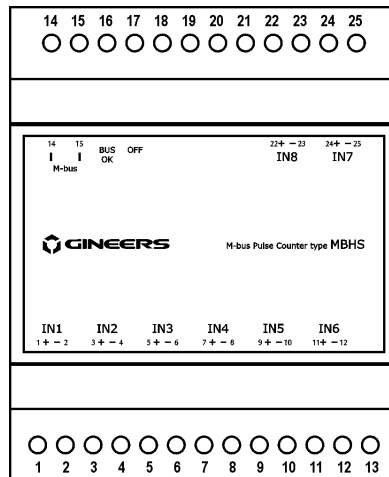 14 15 16 17 18 19 20 21 22 23 24 25
14 15 BUS OFF 22+ −23 24+ −25
M-bus OK IN8 IN7
GINEERS M-bus Pulse Counter type MBHS
IN1 IN2 IN3 IN4 IN5 IN6
1 + − 2 3 + − 4 5 + − 6 7 + − 8 9 + −10 11+ −12
1 2 3 4 5 6 7 8 9 10 11 12 13